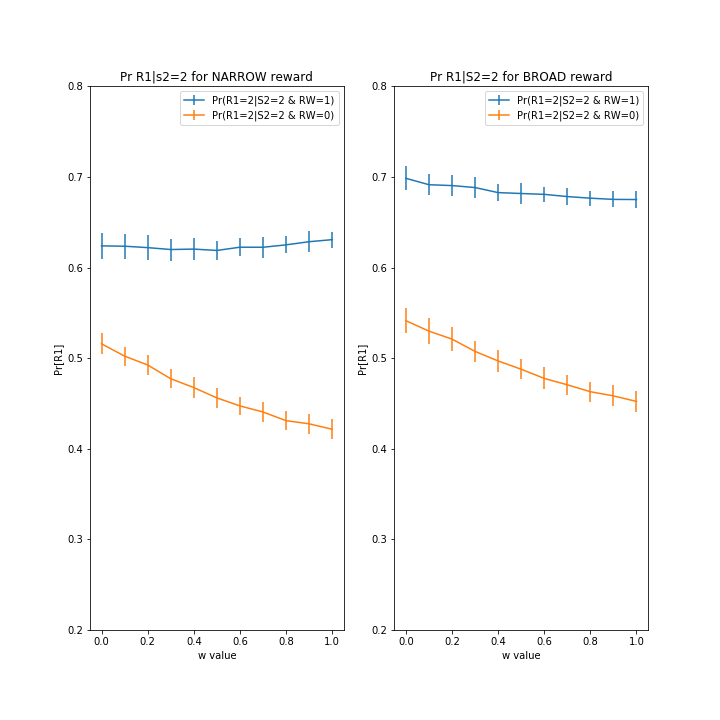 Pr R1|s2=2 for NARROW reward
Pr(R1=2|S2=2 & RW=1)
Pr(R1=2|S2=2 & RW=0)
0.8
0.7
0.6
0.5
0.4
0.3
0.2
Pr[R1]
0.0 0.2 0.4 0.6 0.8 1.0
w value
Pr R1|S2=2 for BROAD reward
Pr(R1=2|S2=2 & RW=1)
Pr(R1=2|S2=2 & RW=0)
0.8
0.7
0.6
0.5
0.4
0.3
0.2
Pr[R1]
0.0 0.2 0.4 0.6 0.8 1.0
w value